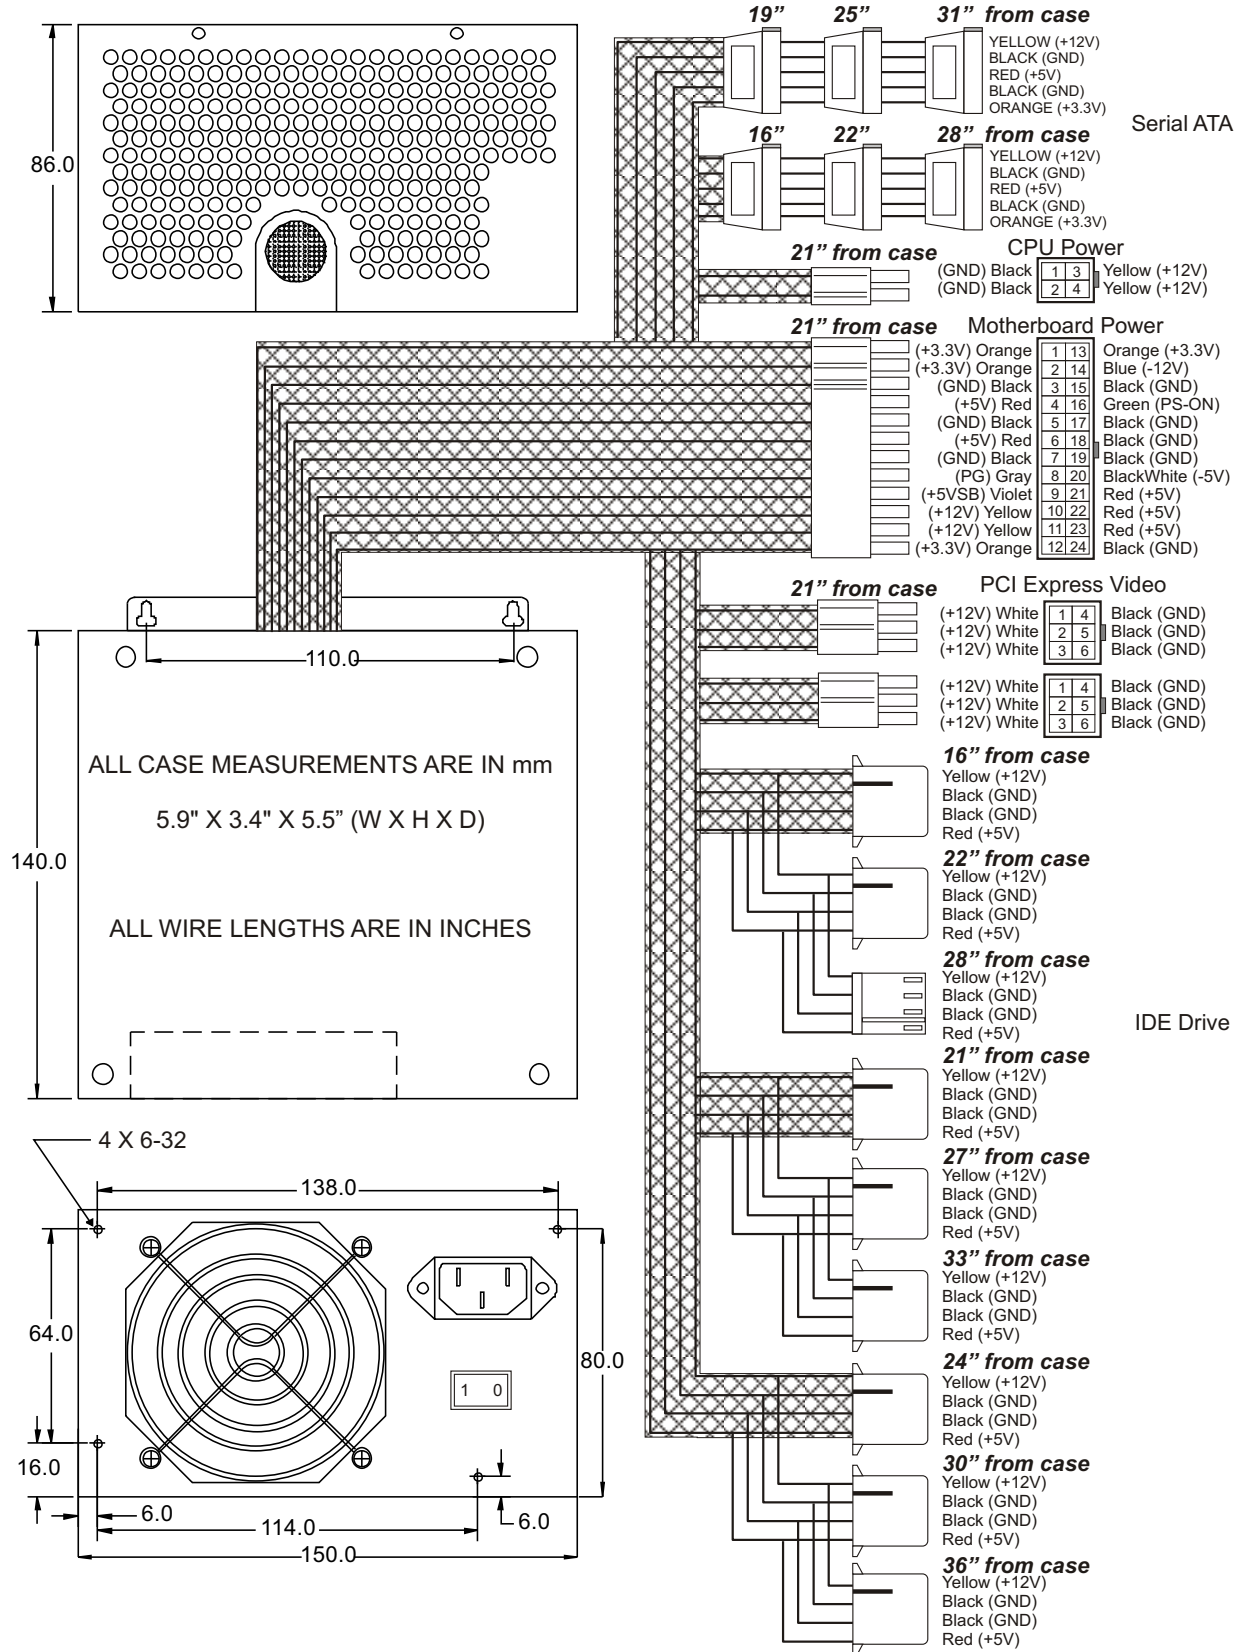 86.0
19” 25” 31” from case
YELLOW (+12V)
BLACK (GND)
RED (+5V)
BLACK (GND)
ORANGE (+3.3V)
Serial ATA
16” 22” 28” from case
YELLOW (+12V)
BLACK (GND)
RED (+5V)
BLACK (GND)
ORANGE (+3.3V)
21” from case
CPU Power
(GND) Black 1 3 Yellow (+12V)
(GND) Black 2 4 Yellow (+12V)
21” from case
Motherboard Power
(+3.3V) Orange 1 13 Orange (+3.3V)
(+3.3V) Orange 2 14 Blue (-12V)
(GND) Black 3 15 Black (GND)
(+5V) Red 4 16 Green (PS-ON)
(GND) Black 5 17 Black (GND)
(+5V) Red 6 18 Black (GND)
(GND) Black 7 19 Black (GND)
(PG) Gray 8 20 BlackWhite (-5V)
(+5VSB) Violet 9 21 Red (+5V)
(+12V) Yellow 10 22 Red (+5V)
(+12V) Yellow 11 23 Red (+5V)
(+3.3V) Orange 12 24 Black (GND)
21” from case
PCI Express Video
(+12V) White 1 4 Black (GND)
(+12V) White 2 5 Black (GND)
(+12V) White 3 6 Black (GND)
(+12V) White 1 4 Black (GND)
(+12V) White 2 5 Black (GND)
(+12V) White 3 6 Black (GND)
110.0
ALL CASE MEASUREMENTS ARE IN mm
5.9" X 3.4" X 5.5” (W X H X D)
140.0
ALL WIRE LENGTHS ARE IN INCHES
16” from case
Yellow (+12V)
Black (GND)
Black (GND)
Red (+5V)
22” from case
Yellow (+12V)
Black (GND)
Black (GND)
Red (+5V)
28” from case
Yellow (+12V)
Black (GND)
Black (GND)
Red (+5V)
IDE Drive
21” from case
Yellow (+12V)
Black (GND)
Black (GND)
Red (+5V)
27” from case
Yellow (+12V)
Black (GND)
Black (GND)
Red (+5V)
33” from case
Yellow (+12V)
Black (GND)
Black (GND)
Red (+5V)
24” from case
Yellow (+12V)
Black (GND)
Black (GND)
Red (+5V)
30” from case
Yellow (+12V)
Black (GND)
Black (GND)
Red (+5V)
36” from case
Yellow (+12V)
Black (GND)
Black (GND)
Red (+5V)
4 X 6-32
138.0
64.0
80.0
1 0
16.0
6.0
114.0
6.0
150.0